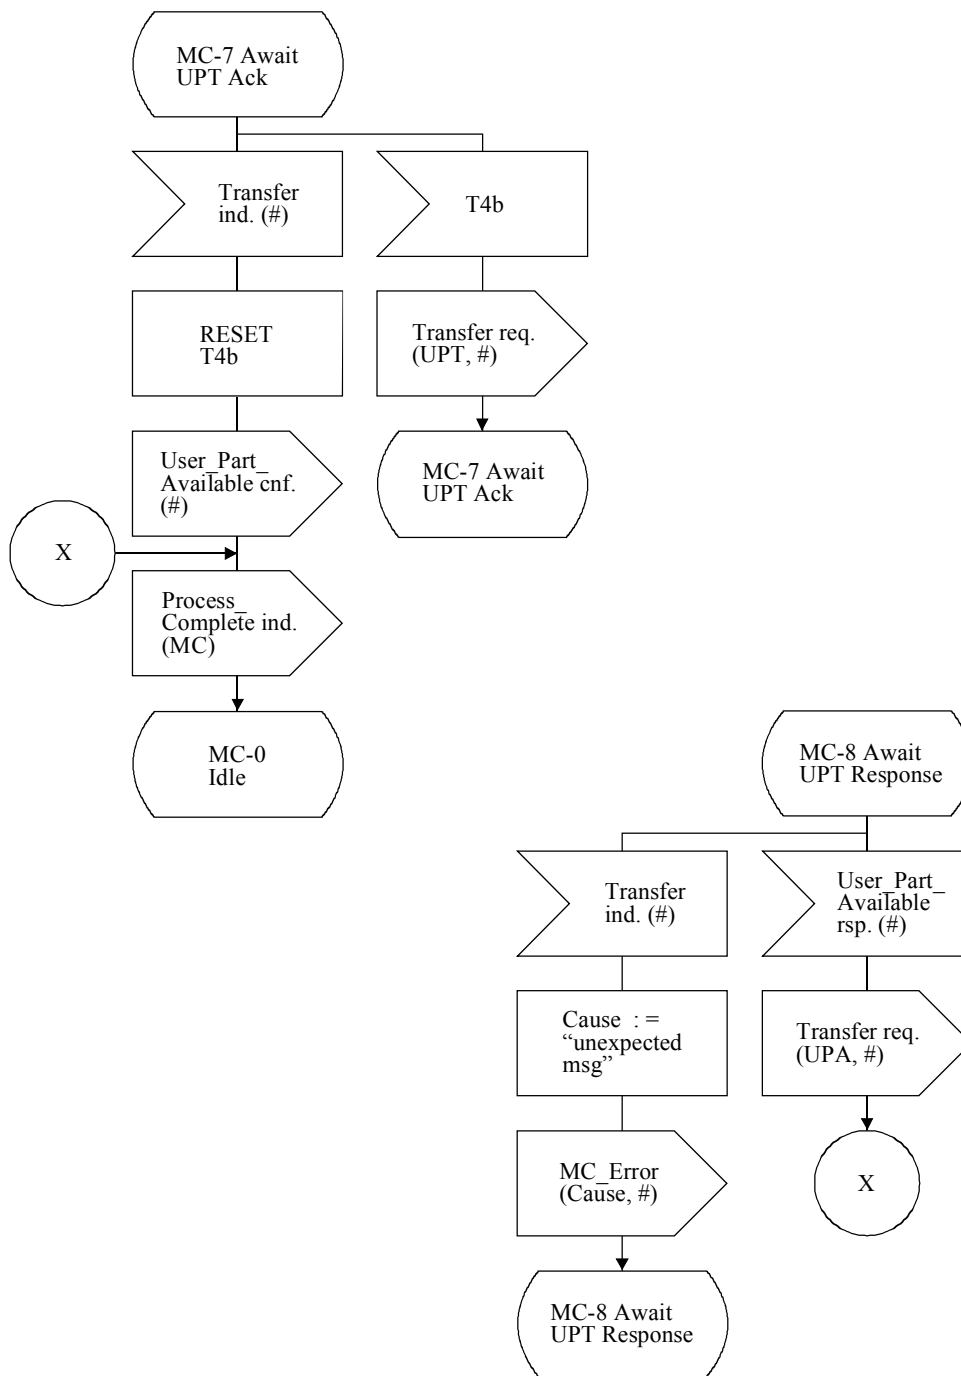 MC-7 Await
UPT Ack
Transfer
ind. (#)
T4b
RESET
T4b
Transfer req.
(UPT, #)
User_Part_
Available cnf.
(#)
MC-7 Await
UPT Ack
X
Process_
Complete ind.
(MC)
MC-0
Idle
MC-8 Await
UPT Response
Transfer
ind. (#)
User_Part_
Available
rsp. (#)
Cause : =
“unexpected
msg”
Transfer req.
(UPA, #)
MC_Error
(Cause, #)
X
MC-8 Await
UPT Response